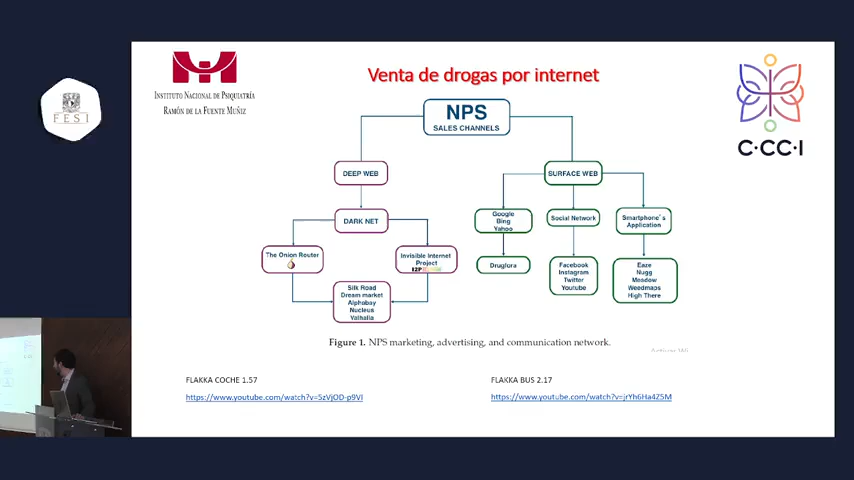 FESI
INSTITUTO NACIONAL DE PSIQUIATRÍA
RAMÓN DE LA FUENTE MUÑIZ
Venta de drogas por internet
C·CC·I
NPS
SALES CHANNELS
DEEP WEB
SURFACE WEB
DARK NET
Google
Bing
Yahoo
Social Network
Smartphone's
Application
The Onion Router
Invisible Internet
Project
I2P
Druglura
Facebook
Instagram
Twitter
Youtube
Eaze
Nugg
Meadow
Weedmaps
High There
Silk Road
Dream market
Alphabay
Nucleus
Valhalla
Figure 1. NPS marketing, advertising, and communication network.
FLAKKA COCHE 1.57
FLAKKA BUS 2.17
https://www.youtube.com/watch?v=5zVjOD-p9VI
https://www.youtube.com/watch?v=jrYh6Ha4Z5M